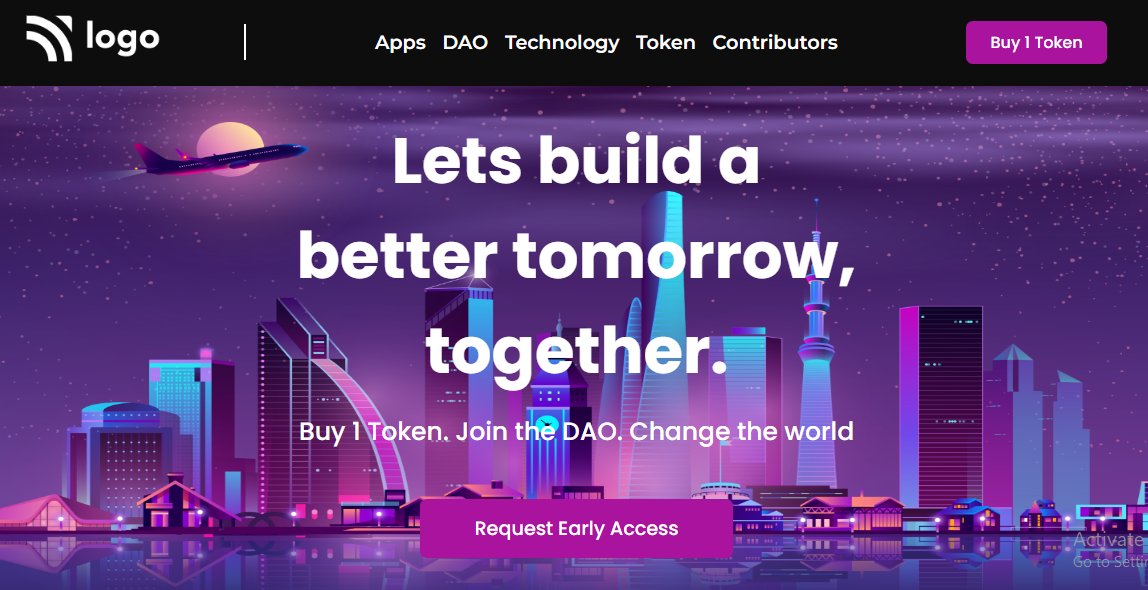 logo
Apps DAO Technology Token Contributors
Buy 1 Token
Lets build a
better tomorrow,
together.
Buy 1 Token. Join the DAO. Change the world
Request Early Access
Activate
Go to